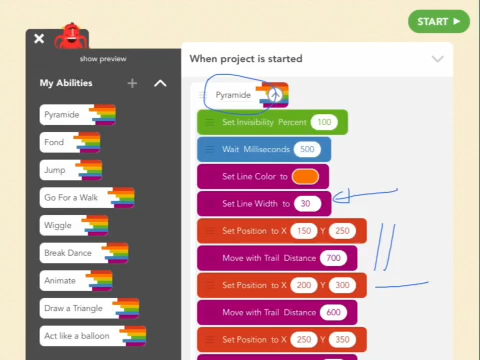 START
show preview
When project is started
My Abilities +
Pyramide
Pyramide
Set Invisibility Percent 100
Fond
Wait Milliseconds 500
Jump
Set Line Color to
Go For a Walk
Set Line Width to 30
Wiggle
Set Position to X 150 Y 250
Break Dance
Move with Trail Distance 700
Animate
Set Position to X 200 Y 300
Draw a Triangle
Move with Trail Distance 600
Act like a balloon
Set Position to X 250 Y 350